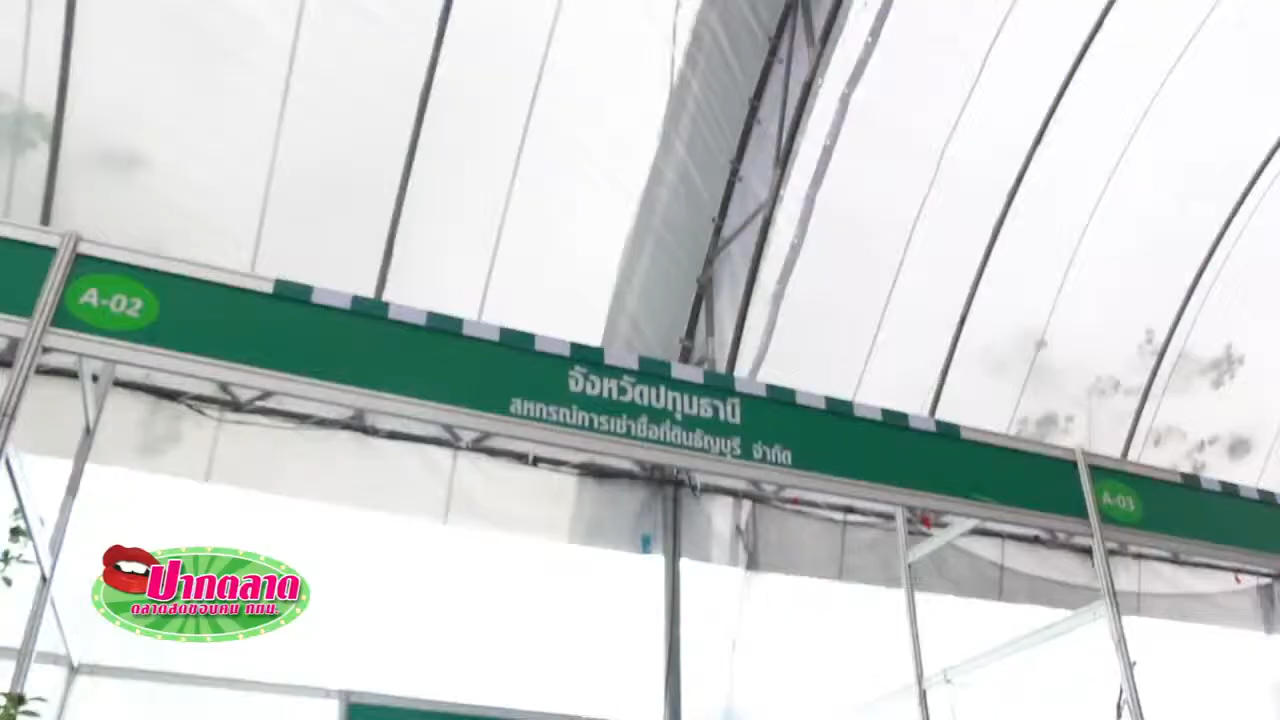 A-02
จังหวัดปทุมธานี
สหกรณ์การเช่าซื้อที่ดินธัญบุรี จำกัด
A-03
ปากตลาด
ตลาดสดของคน กทม.